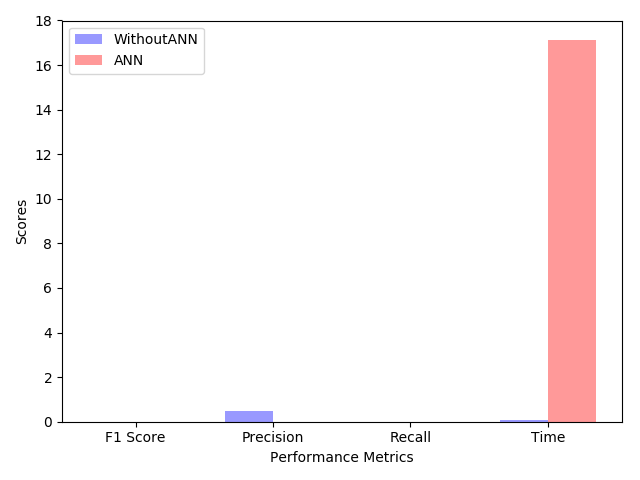 18
16
14
12
10
8
6
4
2
0
Scores
WithoutANN
ANN
F1 Score Precision Recall Time
Performance Metrics